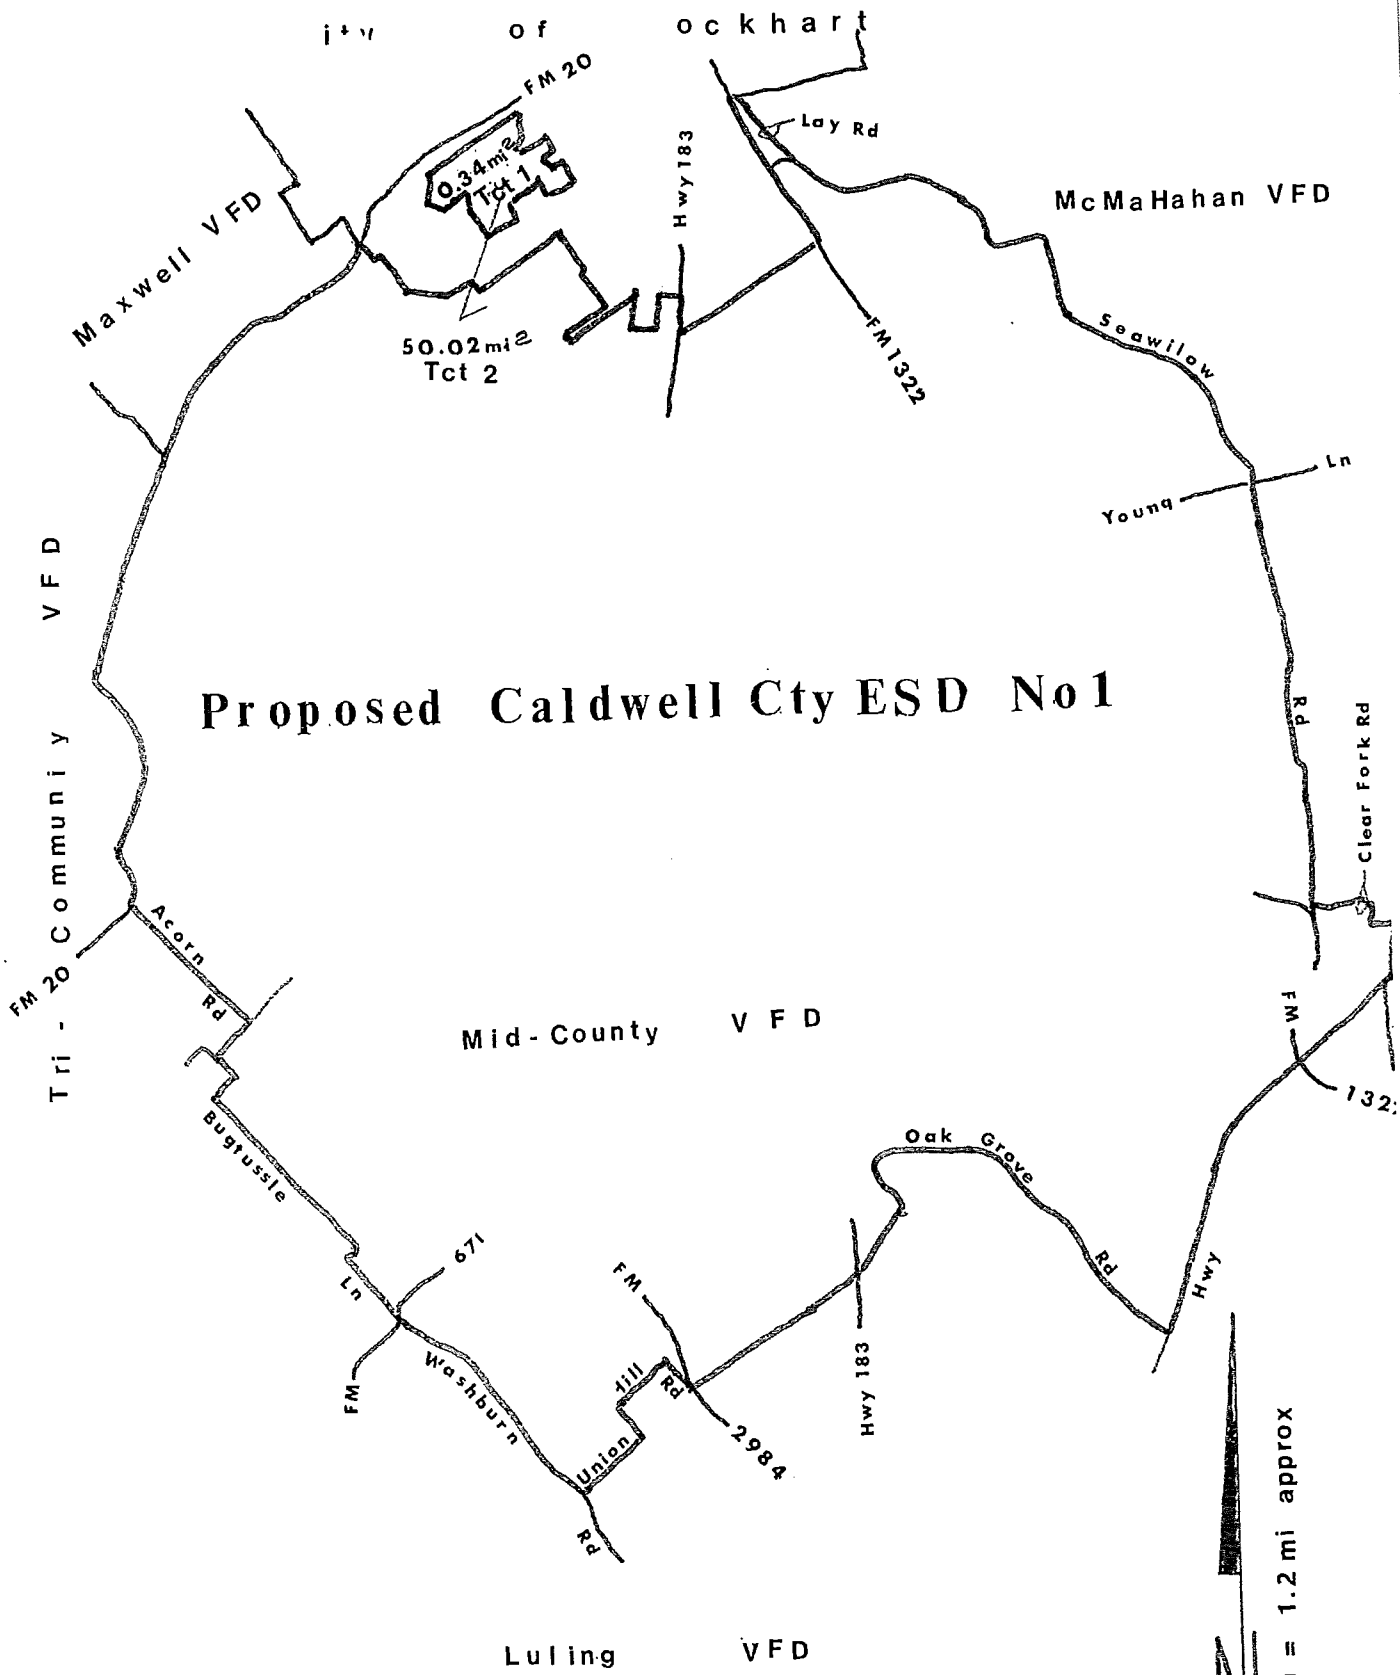 of ockhart
FM 20
Lay Rd
0.34mi²
Tct 1
Hwy 183
McMaHahan VFD
Maxwell VFD
50.02mi²
Tct 2
FM 1322
Seawilow
Young Ln
Tri-Communiy VFD
Proposed Caldwell Cty ESD No1
Rd
Clear Fork Rd
Acorn
Rd
FM 20
Mid-County VFD
FM
132
Bugtussle
Oak Grove
Rd
Hwy
Ln
671
FM
FM
Washburn
Hwy 183
Rd
2984
Union
Rd
= 1.2 mi approx
Luling VFD